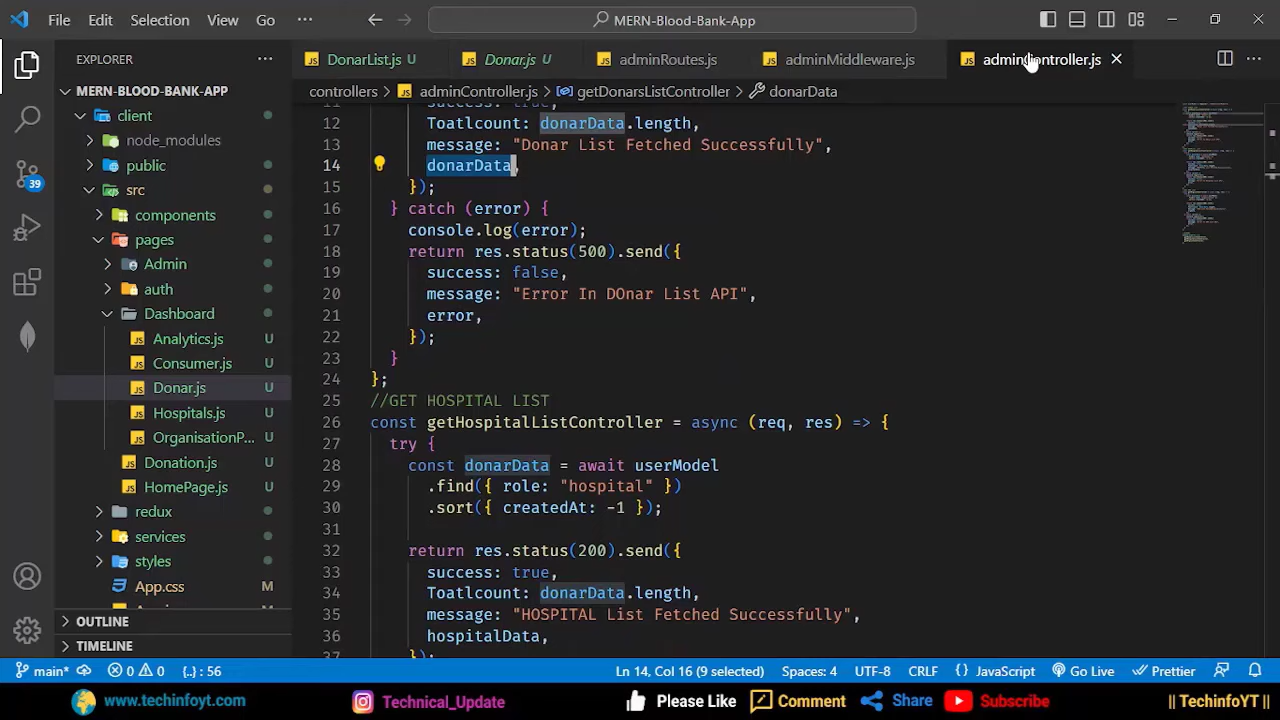 File Edit Selection View Go ···
MERN-Blood-Bank-App
EXPLORER ···
DonarList.js U
Donar.js U
adminRoutes.js
adminMiddleware.js
adminController.js
MERN-BLOOD-BANK-APP
controllers > adminController.js > getDonarsListController > donarData
client
node_modules
public
src
components
pages
Admin
auth
Dashboard
Analytics.js U
Consumer.js U
Donar.js U
Hospitals.js U
OrganisationP... U
Donation.js U
HomePage.js U
redux
services
styles
App.css M
OUTLINE
TIMELINE
39
success: true,
12 Toatlcount: donarData.length,
13 message: "Donar List Fetched Successfully",
14 donarData,
15 });
16 } catch (error) {
17 console.log(error);
18 return res.status(500).send({
19 success: false,
20 message: "Error In DOnar List API",
21 error,
22 });
23 }
24 };
25 //GET HOSPITAL LIST
26 const getHospitalListController = async (req, res) => {
27 try {
28 const donarData = await userModel
29 .find({ role: "hospital" })
30 .sort({ createdAt: -1 });
31
32 return res.status(200).send({
33 success: true,
34 Toatlcount: donarData.length,
35 message: "HOSPITAL List Fetched Successfully",
36 hospitalData,
37 });
main* 0 0 {..} : 56 Ln 14, Col 16 (9 selected) Spaces: 4 UTF-8 CRLF {} JavaScript Go Live Prettier
www.techinfoyt.com Technical_Update Please Like Comment Share Subscribe || TechinfoYT ||